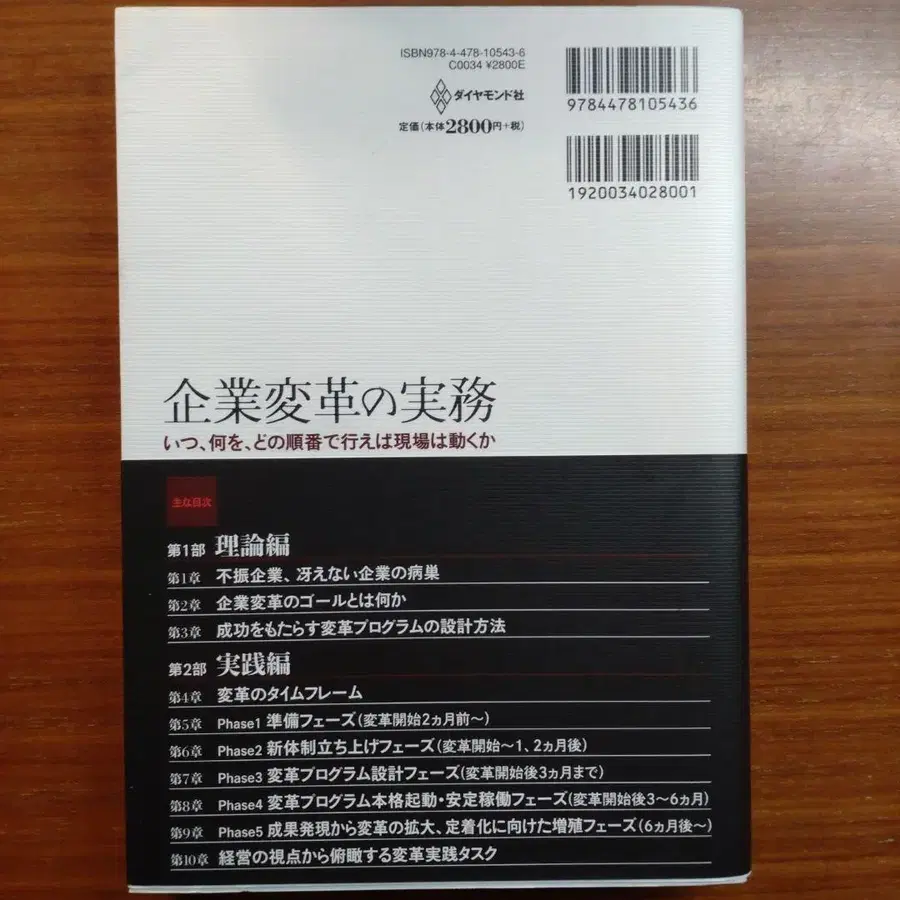 ISBN978-4-478-10543-6
C0034 ¥2800E
ダイヤモンド社
定価(本体2800円+税)
9784478105436
1920034028001
企業変革の実務
いつ、何を、どの順番で行えば現場は動くか
主な目次
第1部 理論編
第1章 不振企業、冴えない企業の病巣
第2章 企業変革のゴールとは何か
第3章 成功をもたらす変革プログラムの設計方法
第2部 実践編
第4章 変革のタイムフレーム
第5章 Phase1 準備フェーズ(変革開始2ヵ月前〜)
第6章 Phase2 新体制立ち上げフェーズ(変革開始〜1、2ヵ月後)
第7章 Phase3 変革プログラム設計フェーズ(変革開始後3ヵ月まで)
第8章 Phase4 変革プログラム本格起動・安定稼働フェーズ(変革開始後3〜6ヵ月)
第9章 Phase5 成果発現から変革の拡大、定着化に向けた増殖フェーズ(6ヵ月後〜)
第10章 経営の視点から俯瞰する変革実践タスク